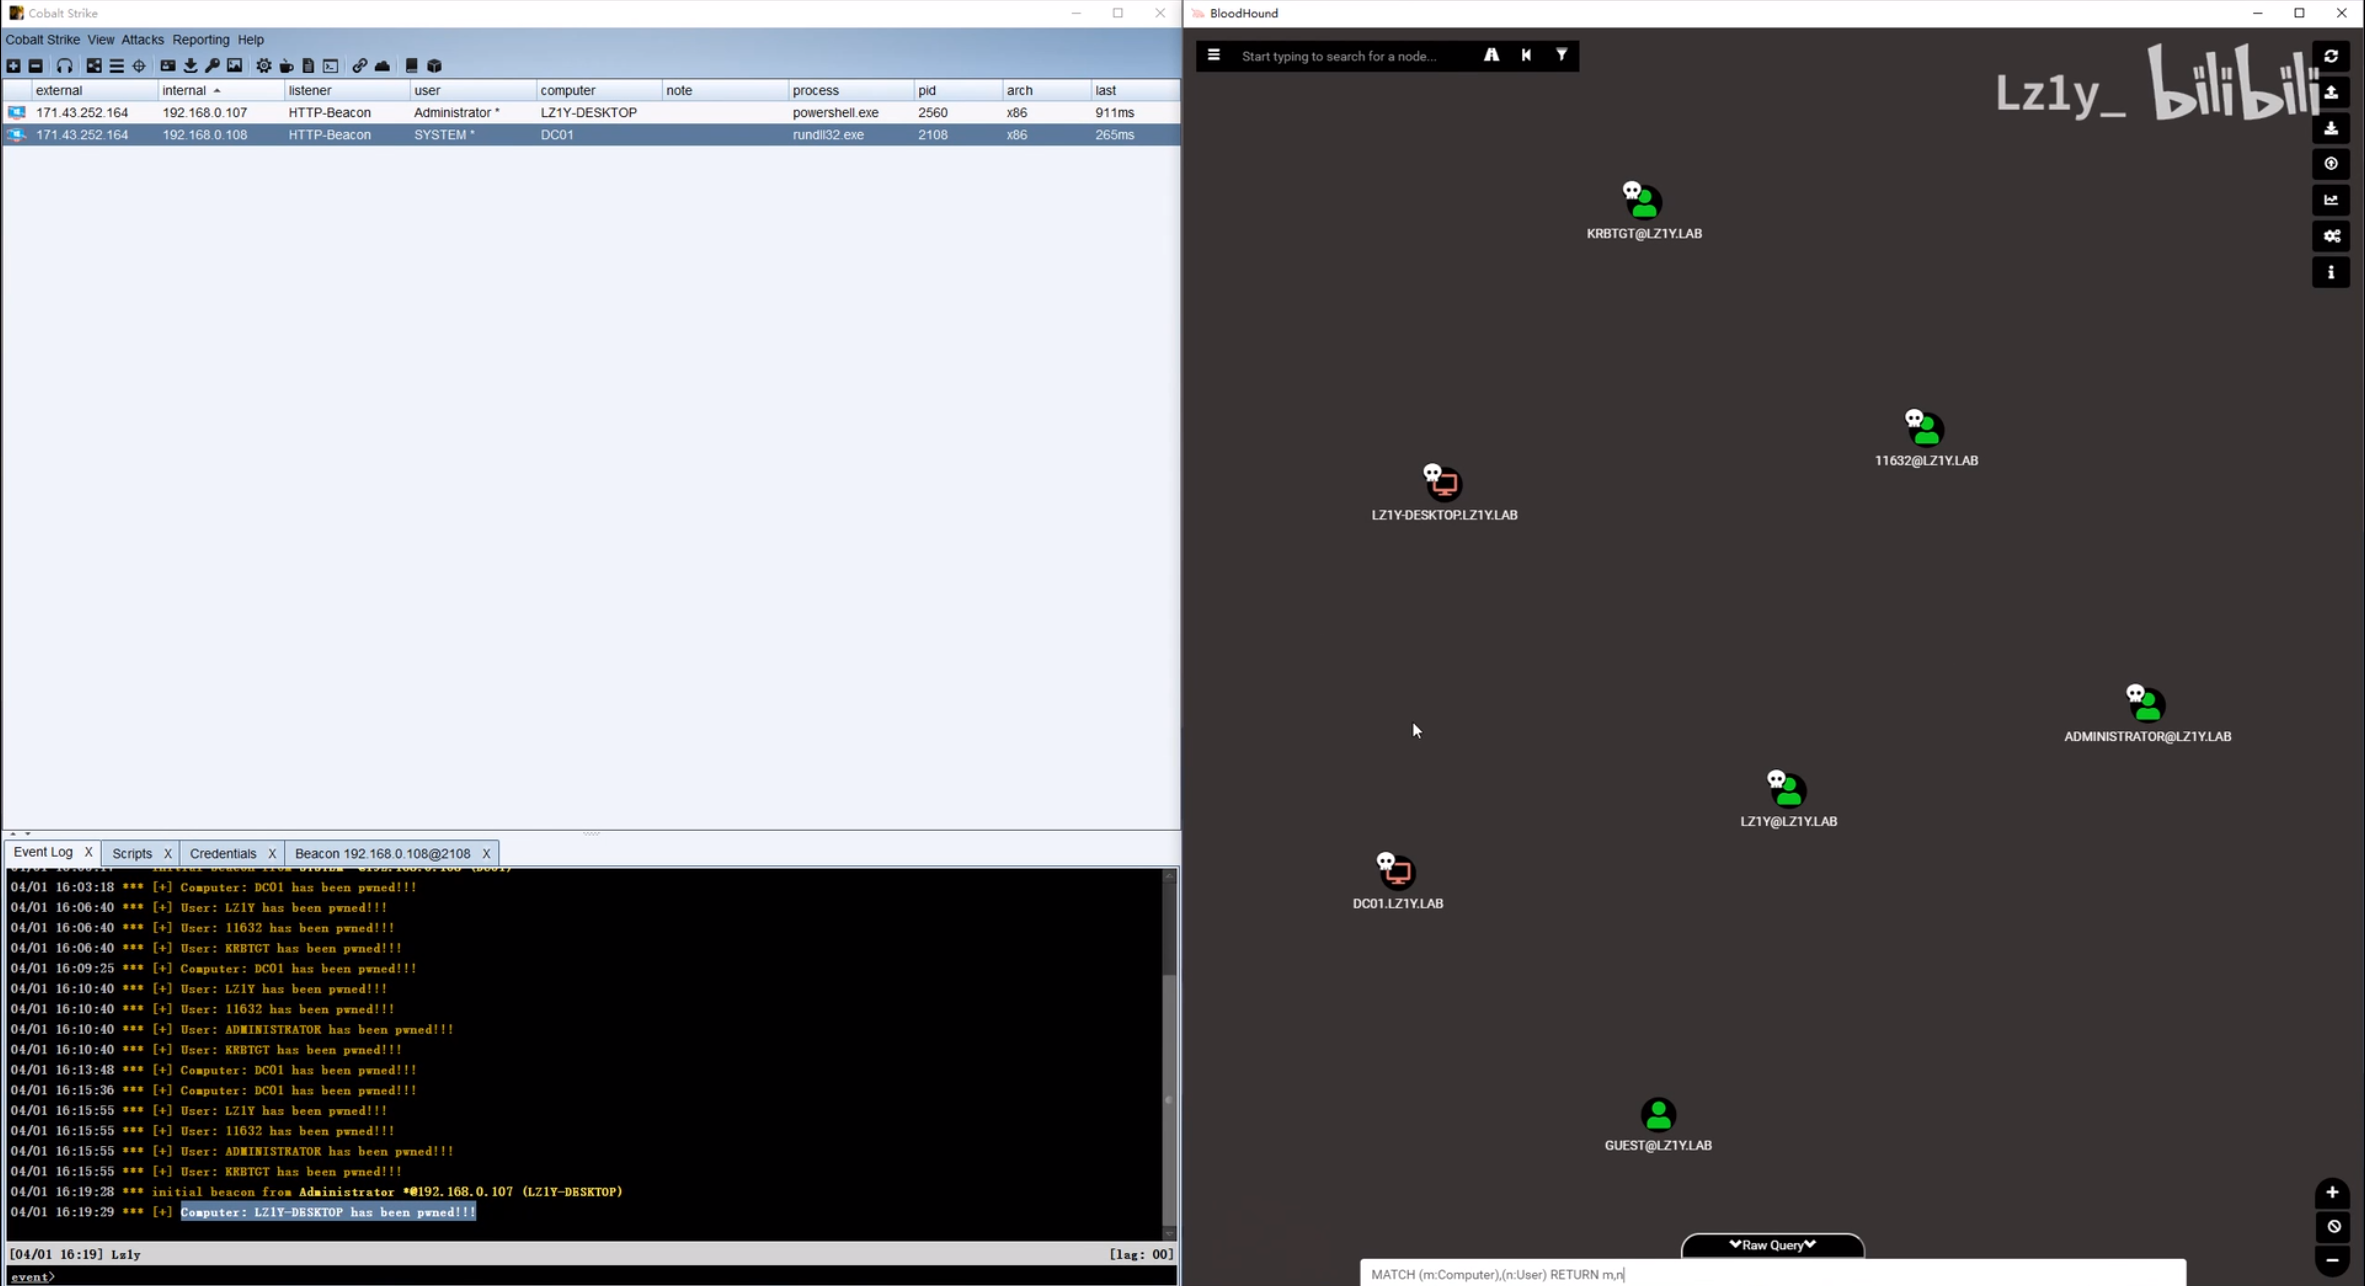 Cobalt Strike
Cobalt Strike View Attacks Reporting Help
external internal listener user computer note process pid arch last
171.43.252.164 192.168.0.107 HTTP-Beacon Administrator * LZ1Y-DESKTOP powershell.exe 2560 x86 911ms
171.43.252.164 192.168.0.108 HTTP-Beacon SYSTEM * DC01 rundll32.exe 2108 x86 265ms
Event Log X Scripts X Credentials X Beacon 192.168.0.108@2108 X
04/01 16:03:18 *** [+] Computer: DC01 has been pwned!!!
04/01 16:06:40 *** [+] User: LZ1Y has been pwned!!!
04/01 16:06:40 *** [+] User: 11632 has been pwned!!!
04/01 16:06:40 *** [+] User: KRBTGT has been pwned!!!
04/01 16:09:25 *** [+] Computer: DC01 has been pwned!!!
04/01 16:10:40 *** [+] User: LZ1Y has been pwned!!!
04/01 16:10:40 *** [+] User: 11632 has been pwned!!!
04/01 16:10:40 *** [+] User: ADMINISTRATOR has been pwned!!!
04/01 16:10:40 *** [+] User: KRBTGT has been pwned!!!
04/01 16:13:48 *** [+] Computer: DC01 has been pwned!!!
04/01 16:15:36 *** [+] Computer: DC01 has been pwned!!!
04/01 16:15:55 *** [+] User: LZ1Y has been pwned!!!
04/01 16:15:55 *** [+] User: 11632 has been pwned!!!
04/01 16:15:55 *** [+] User: ADMINISTRATOR has been pwned!!!
04/01 16:15:55 *** [+] User: KRBTGT has been pwned!!!
04/01 16:19:28 *** initial beacon from Administrator *@192.168.0.107 (LZ1Y-DESKTOP)
04/01 16:19:29 *** [+] Computer: LZ1Y-DESKTOP has been pwned!!!
[04/01 16:19] Lz1y [lag: 00]
event>
BloodHound
Start typing to search for a node...
Lz1y_ bilibili
KRBTGT@LZ1Y.LAB
11632@LZ1Y.LAB
LZ1Y-DESKTOP.LZ1Y.LAB
ADMINISTRATOR@LZ1Y.LAB
LZ1Y@LZ1Y.LAB
DC01.LZ1Y.LAB
GUEST@LZ1Y.LAB
Raw Query
MATCH (m:Computer),(n:User) RETURN m,n